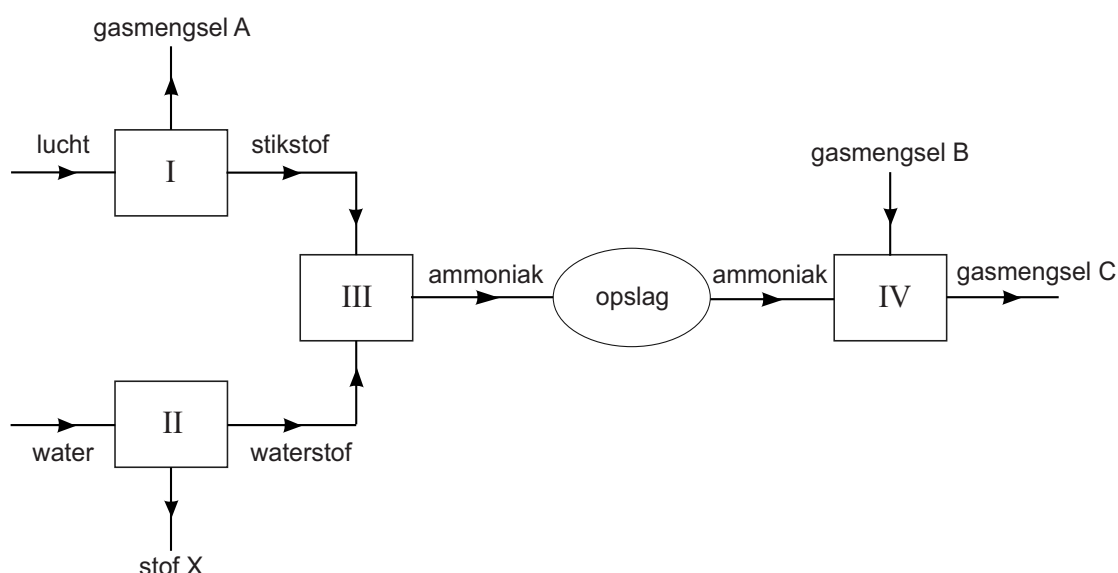 gasmengsel A
lucht
I
stikstof
gasmengsel B
III
ammoniak
opslag
ammoniak
IV
gasmengsel C
water
II
waterstof
stof X